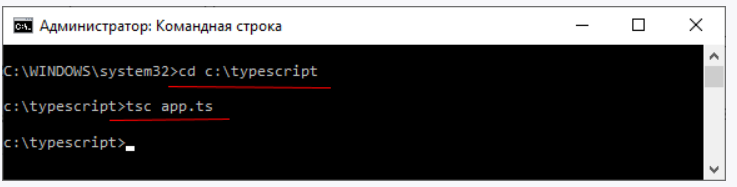 Администратор: Командная строка
C:\WINDOWS\system32>cd c:\typescript
c:\typescript>tsc app.ts
c:\typescript>